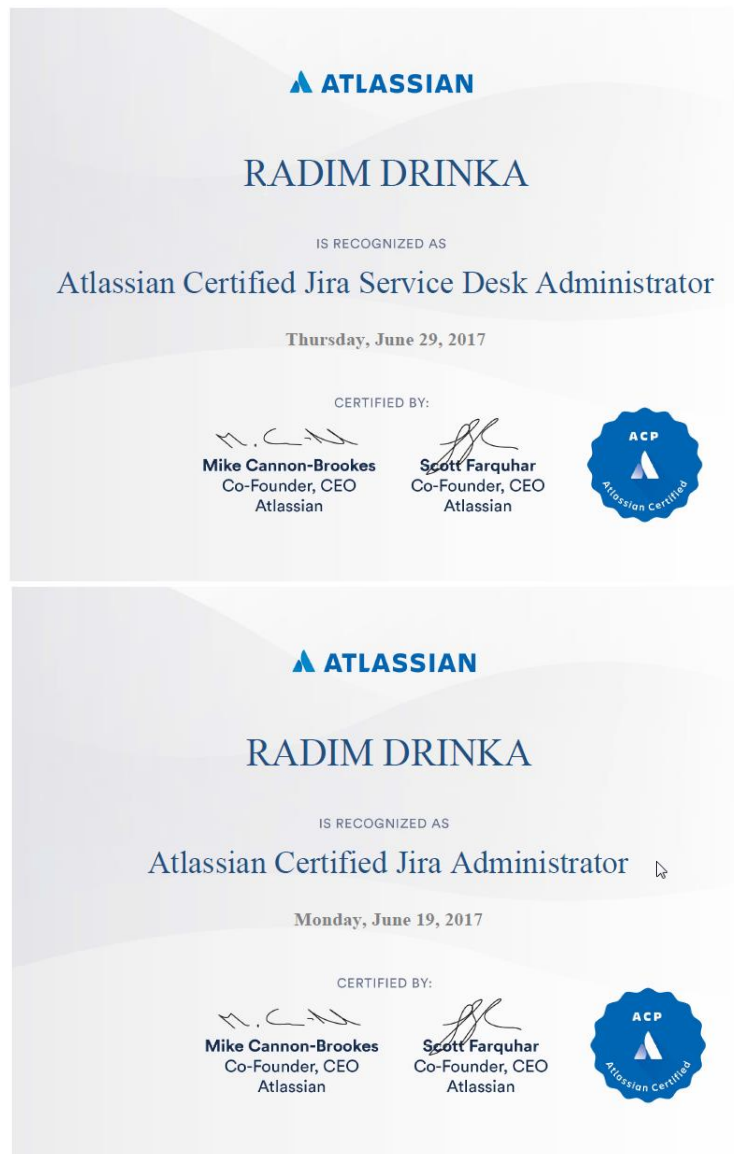 ATLASSIAN
RADIM DRINKA
IS RECOGNIZED AS
Atlassian Certified Jira Service Desk Administrator
Thursday, June 29, 2017
CERTIFIED BY:
Mike Cannon-Brookes
Co-Founder, CEO
Atlassian
Scott Farquhar
Co-Founder, CEO
Atlassian
ACP
Atlassian Certified
ATLASSIAN
RADIM DRINKA
IS RECOGNIZED AS
Atlassian Certified Jira Administrator
Monday, June 19, 2017
CERTIFIED BY:
Mike Cannon-Brookes
Co-Founder, CEO
Atlassian
Scott Farquhar
Co-Founder, CEO
Atlassian
ACP
Atlassian Certified